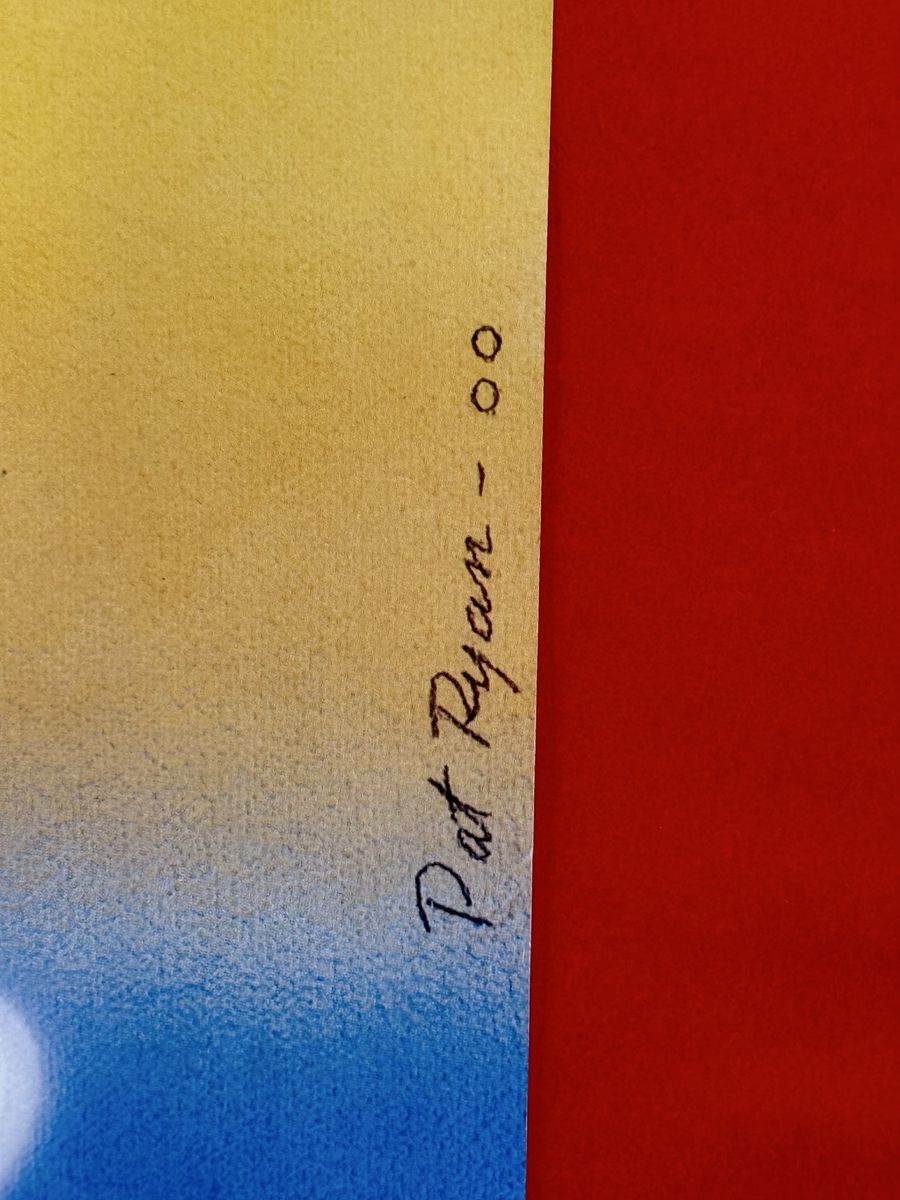 Pat Ryan - 00